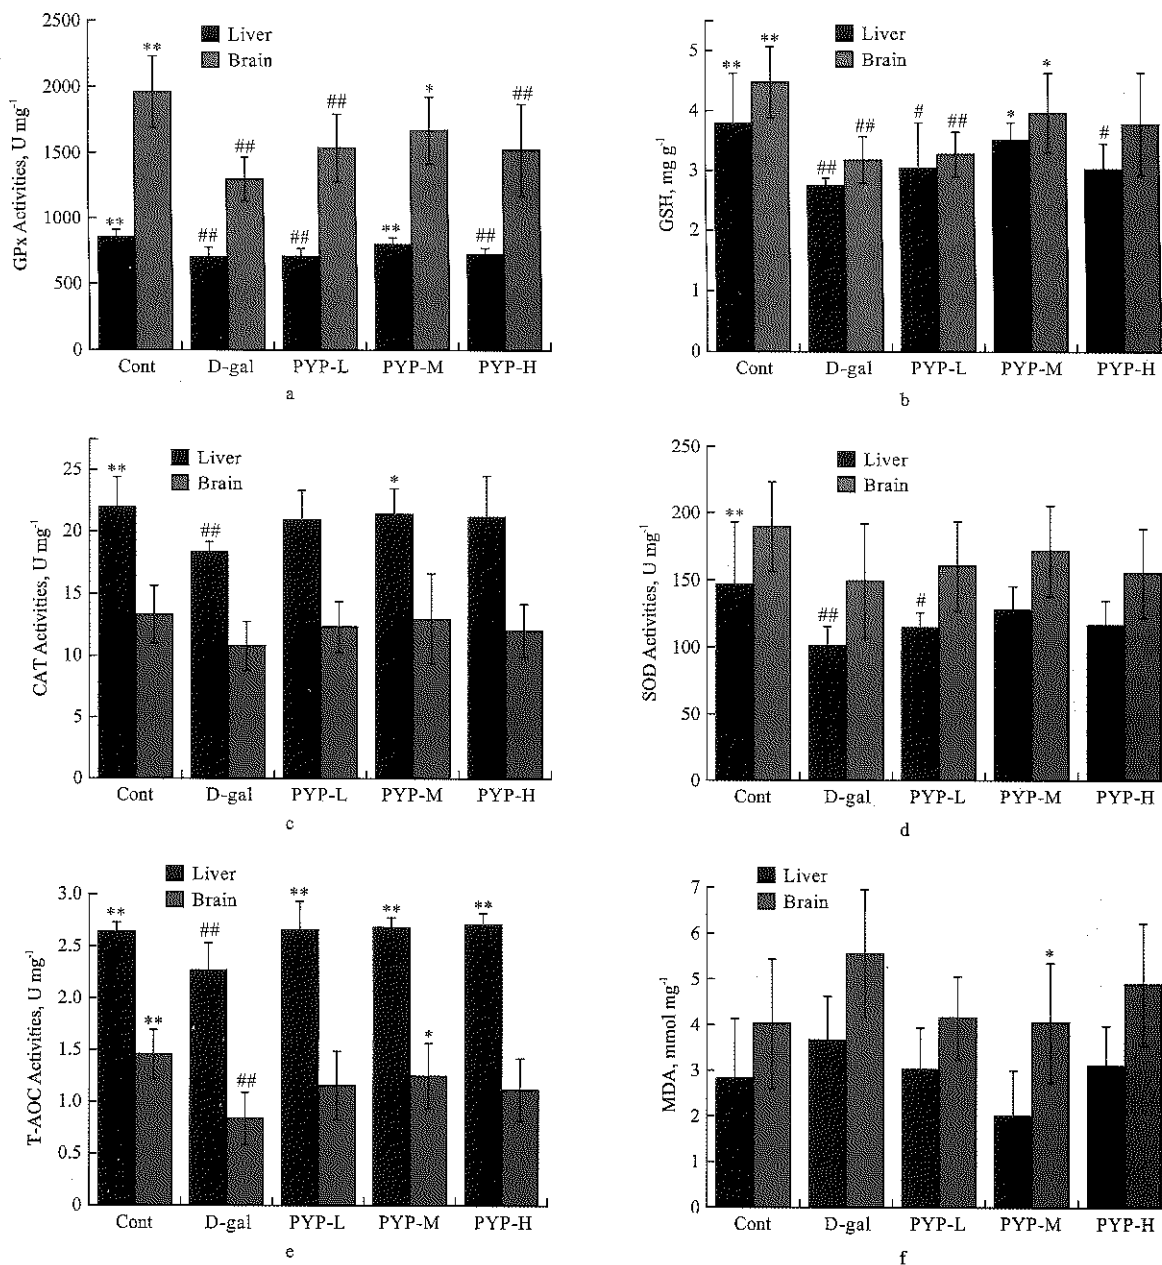 2500
2000
1500
1000
500
0
GPx Activities, U mg-1
Liver
Brain
**
**
##
##
##
##
**
*
##
##
Cont D-gal PYP-L PYP-M PYP-H
a
5
4
3
2
1
0
GSH, mg g-1
Liver
Brain
**
**
##
##
#
##
*
*
#
Cont D-gal PYP-L PYP-M PYP-H
b
25
20
15
10
5
0
CAT Activities, U mg-1
Liver
Brain
**
##
*
Cont D-gal PYP-L PYP-M PYP-H
c
250
200
150
100
50
0
SOD Activities, U mg-1
Liver
Brain
**
##
#
Cont D-gal PYP-L PYP-M PYP-H
d
3.0
2.5
2.0
1.5
1.0
0.5
0
T-AOC Activities, U mg-1
Liver
Brain
**
**
##
##
**
**
*
**
Cont D-gal PYP-L PYP-M PYP-H
e
7
6
5
4
3
2
1
0
MDA, mmol mg-1
Liver
Brain
*
Cont D-gal PYP-L PYP-M PYP-H
f